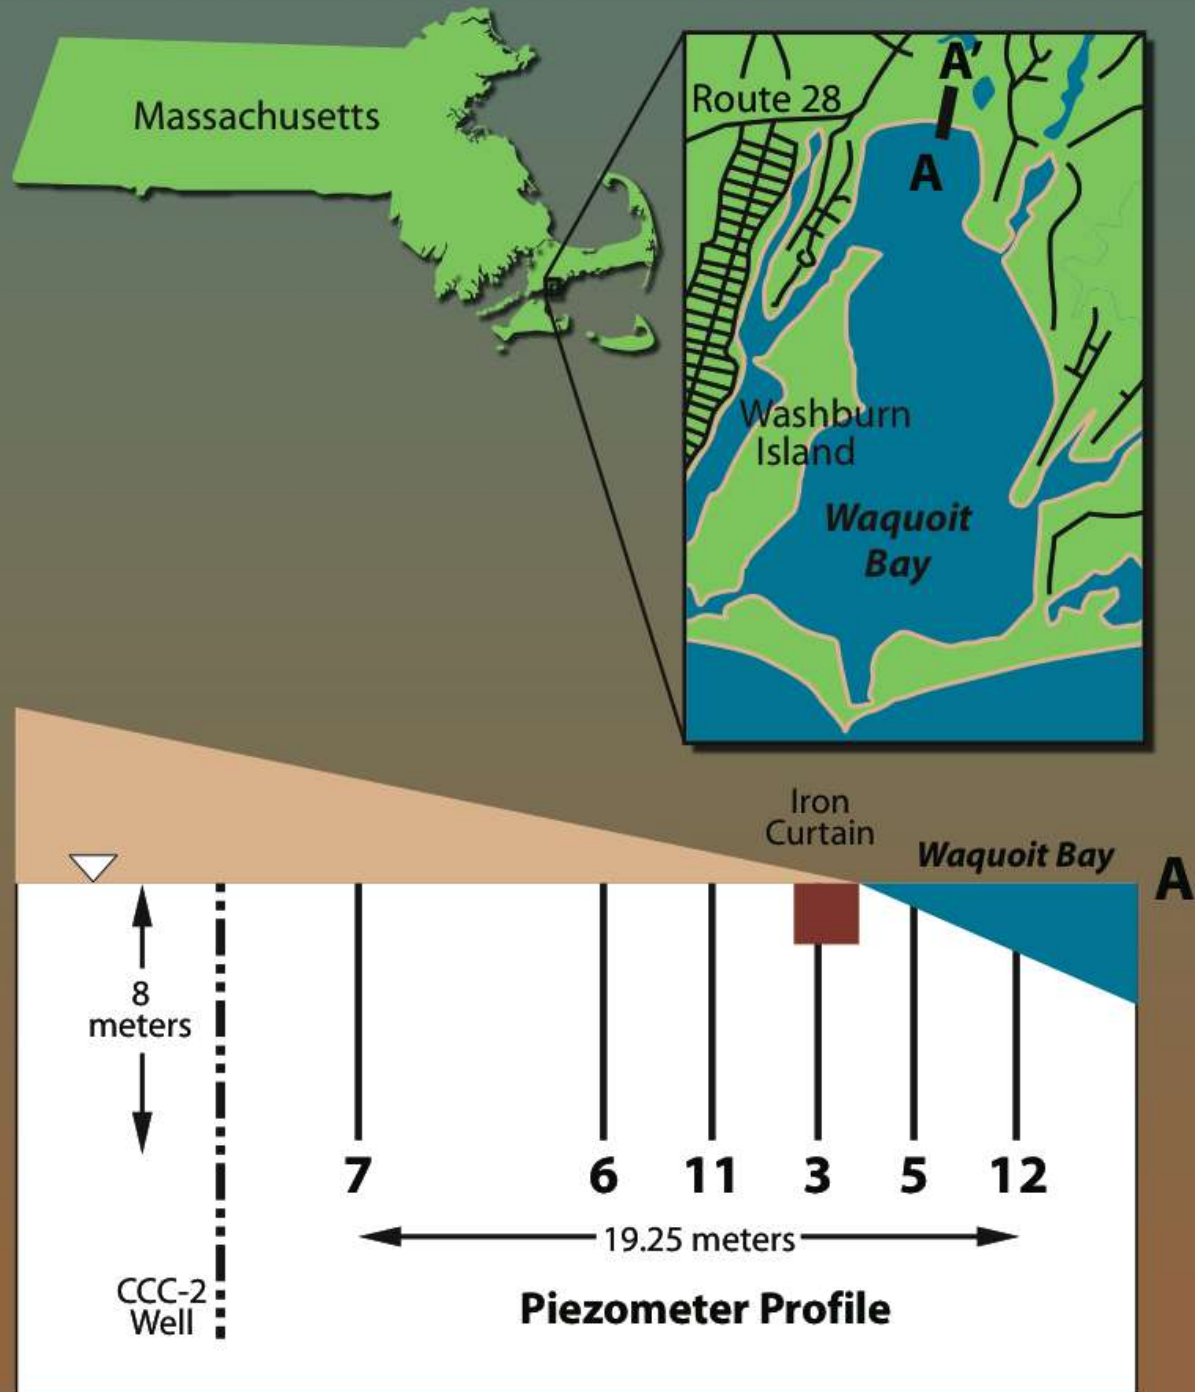 Massachusetts
Route 28
A'
A
Washburn
Island
Waquoit
Bay
Iron
Curtain
Waquoit Bay
A
8
meters
7
6
11
3
5
12
19.25 meters
CCC-2
Well
Piezometer Profile